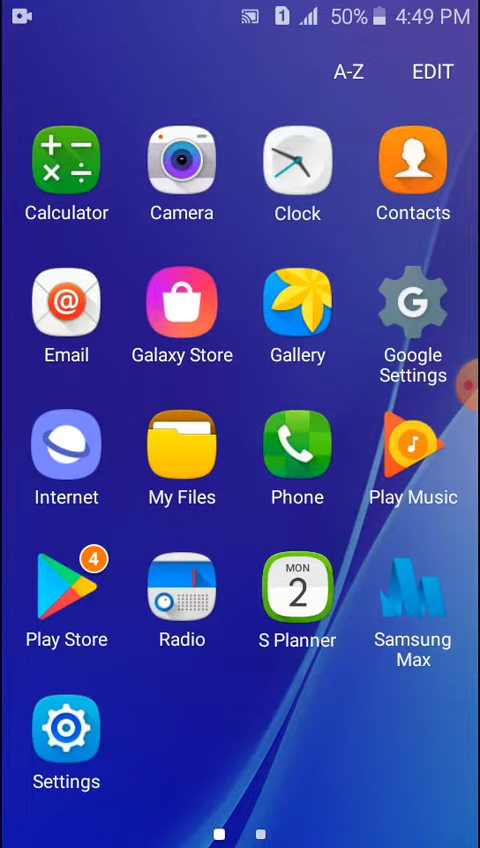 1 50% 4:49 PM
A-Z EDIT
Calculator Camera Clock Contacts
@
Email Galaxy Store Gallery Google Settings
G
Internet My Files Phone Play Music
4
MON
2
Play Store Radio S Planner Samsung Max
Settings